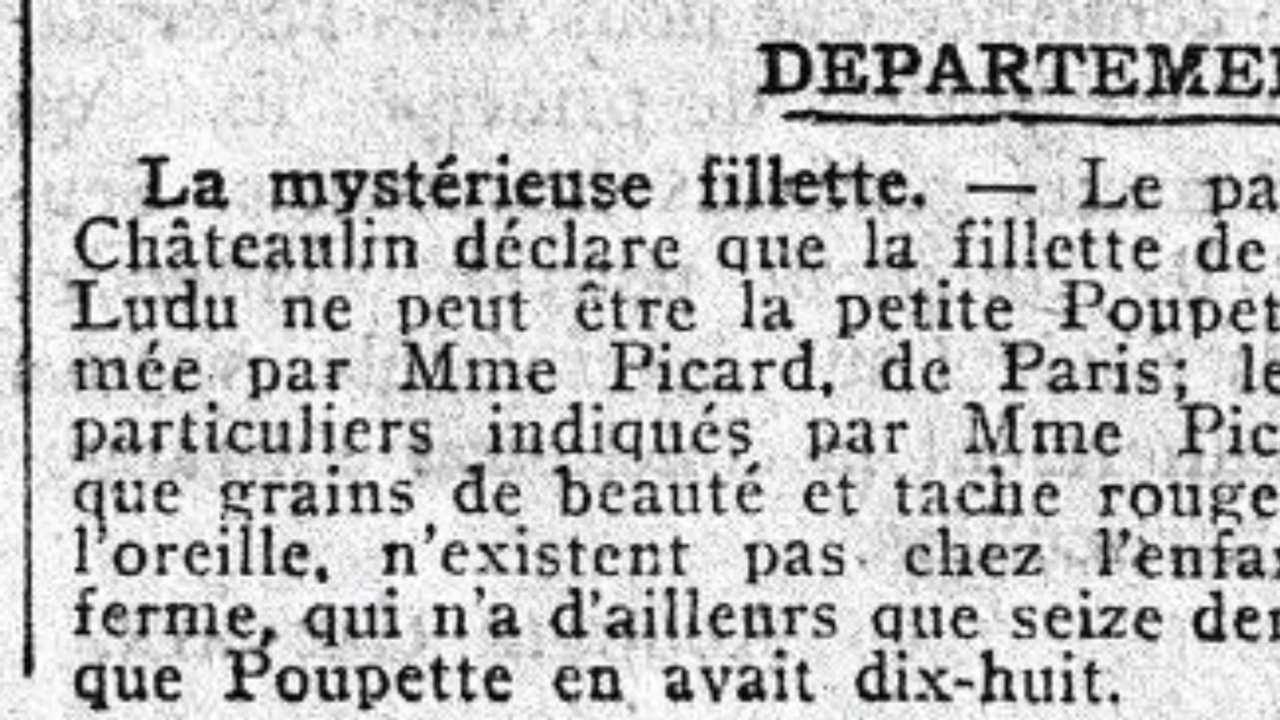 DEPARTEME
La mystérieuse fillette. — Le pa
Châteaulin déclare que la fillette de
Ludu ne peut être la petite Poupet
mée par Mme Picard, de Paris; le
particuliers indiqués par Mme Pic
que grains de beauté et tache rouge
l'oreille, n'existent pas chez l'enfa
ferme, qui n'a d'ailleurs que seize de
que Poupette en avait dix-huit.